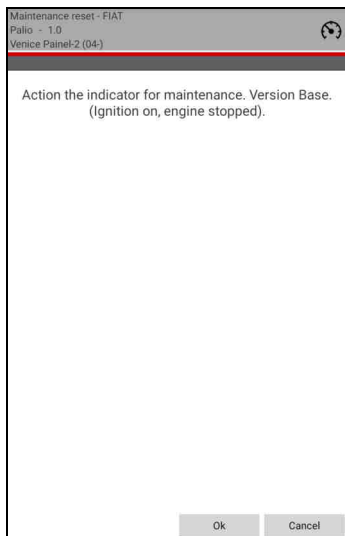 Maintenance reset - FIAT
Palio - 1.0
Venice Painel-2 (04-)
Action the indicator for maintenance. Version Base.
(Ignition on, engine stopped).
Ok Cancel